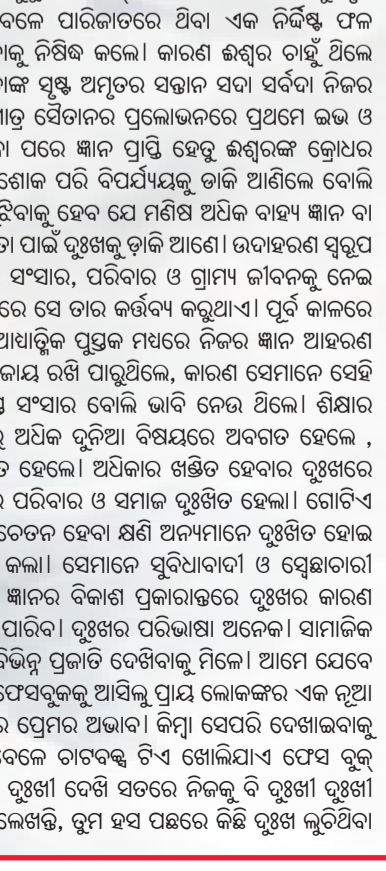 ବେଳେ ପାରିଜାତରେ ଥିବା ଏକ ନିର୍ଦ୍ଦିଷ୍ଟ ଫଳ
ବାକୁ ନିଷିଦ୍ଧ କଲେ। କାରଣ ଈଶ୍ୱର ଚାହୁଁ ଥିଲେ
ବାଙ୍କ ସୃଷ୍ଟ ଅମୃତର ସନ୍ତାନ ସଦା ସର୍ବଦା ନିଜର
ମାତ୍ର ସୈତାନର ପ୍ରଲୋଭନରେ ପ୍ରଥମେ ଇଭ ଓ
ା ପରେ ଜ୍ଞାନ ପ୍ରାପ୍ତି ହେତୁ ଈଶ୍ୱରଙ୍କ କ୍ରୋଧର
ଶୋକ ପରି ବିପର୍ଯ୍ୟୟକୁ ଡାକି ଆଣିଲେ ବୋଲି
ଝିବାକୁ ହେବ ଯେ ମଣିଷ ଅଧିକ ବାହ୍ୟ ଜ୍ଞାନ ବା
ତା ପାଇଁ ଦୁଃଖକୁ ଡ଼ାକି ଆଣେ। ଉଦାହରଣ ସ୍ୱରୂପ
ସଂସାର, ପରିବାର ଓ ଗ୍ରାମ୍ୟ ଜୀବନକୁ ନେଇ
ରେ ସେ ତାର କର୍ତ୍ତବ୍ୟ କରୁଥାଏ। ପୂର୍ବ କାଳରେ
ଆଧ୍ୟାତ୍ମିକ ପୁସ୍ତକ ମଧ୍ୟରେ ନିଜର ଜ୍ଞାନ ଆହରଣ
ଜାୟ ରଖି ପାରୁଥିଲେ, କାରଣ ସେମାନେ ସେହି
ସଂସାର ବୋଲି ଭାବି ନେଉ ଥିଲେ। ଶିକ୍ଷାର
ଅଧିକ ଦୁନିଆ ବିଷୟରେ ଅବଗତ ହେଲେ ,
ତ ହେଲେ। ଅଧିକାର ଖଣ୍ଡିତ ହେବାର ଦୁଃଖରେ
ପରିବାର ଓ ସମାଜ ଦୁଃଖିତ ହେଲା। ଗୋଟିଏ
ଚେତନ ହେବା କ୍ଷଣି ଅନ୍ୟମାନେ ଦୁଃଖିତ ହୋଇ
କଲା। ସେମାନେ ସୁବିଧାବାଦୀ ଓ ସ୍ୱେଛାଚାରୀ
ଜ୍ଞାନର ବିକାଶ ପ୍ରକାରାନ୍ତରେ ଦୁଃଖର କାରଣ
ପାରିବ। ଦୁଃଖର ପରିଭାଷା ଅନେକ। ସାମାଜିକ
ବିଭିନ୍ନ ପ୍ରଜାତି ଦେଖିବାକୁ ମିଳେ। ଆମେ ଯେବେ
ଫେସବୁକକୁ ଆସିଲୁ ପ୍ରାୟ ଲୋକଙ୍କର ଏକ ନୂଆ
ର ପ୍ରେମର ଅଭାବ। କିମ୍ବା ସେପରି ଦେଖାଇବାକୁ
ବେଳେ ଚାଟବକ୍ସ ଟିଏ ଖୋଲିଯାଏ ଫେସ ବୁକ୍
ଦୁଃଖୀ ଦେଖି ସତରେ ନିଜକୁ ବି ଦୁଃଖୀ ଦୁଃଖୀ
ଲେଖନ୍ତି, ତୁମ ହସ ପଛରେ କିଛି ଦୁଃଖ ଲୁଚିଥିବା